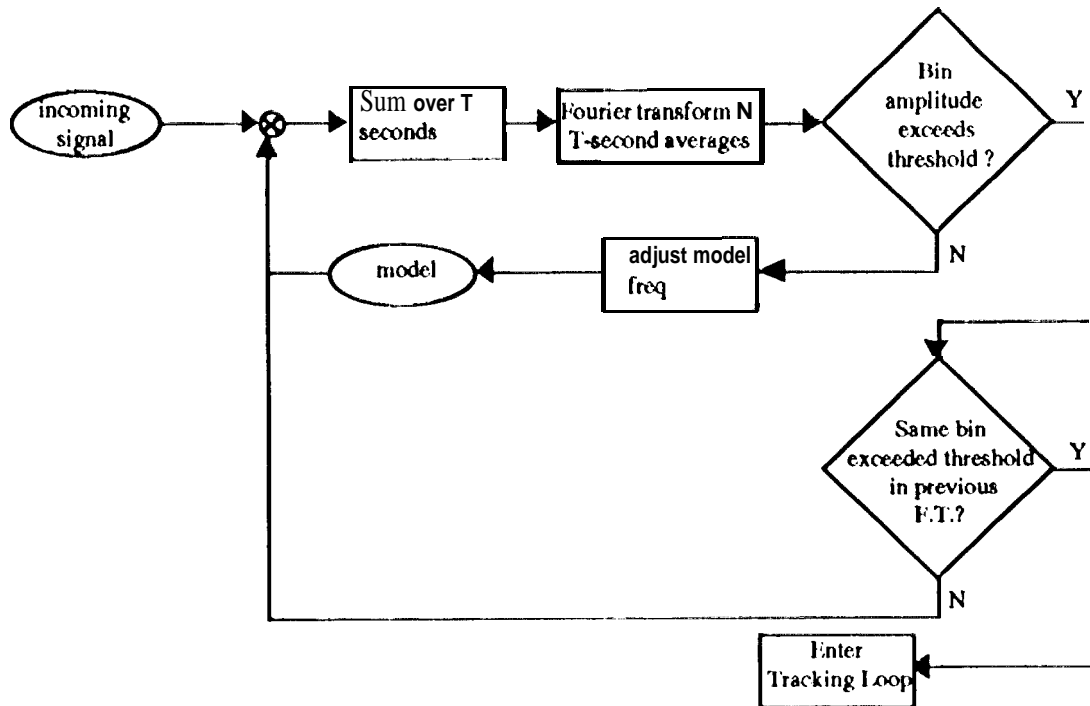 incoming
signal
Sum over T
seconds
Fourier transform N
T-second averages
Bin
amplitude
exceeds
threshold ?
Y
N
adjust model
freq
model
Same bin
exceeded threshold
in previous
F.T.?
Y
N
Enter
Tracking Loop